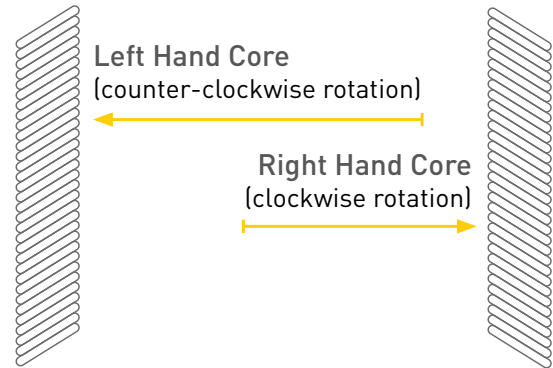 Left Hand Core
(counter-clockwise rotation)
Right Hand Core
(clockwise rotation)